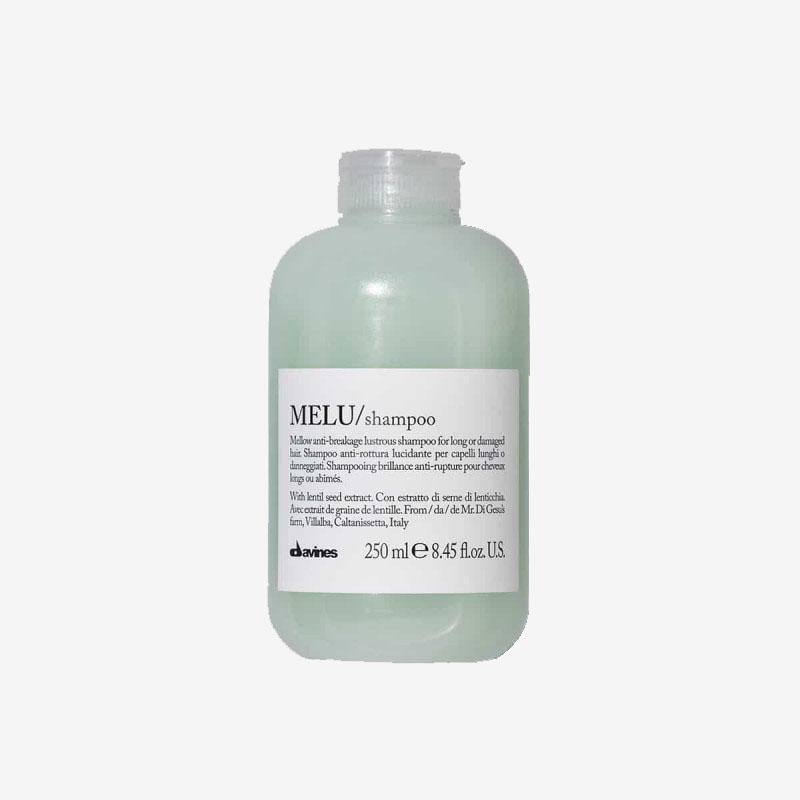 MELU/shampoo
Mellow anti-breakage lustrous shampoo for long or damaged
hair. Shampoo anti-rottura lucidante per capelli lunghi o
danneggiati. Shampooing brillance anti-rupture pour cheveux
longs ou abîmés.
With lentil seed extract. Con estratto di seme di lenticchia.
Avec extrait de graine de lentille. From / da / de Mr. Di Gesù's
farm, Villalba, Caltanissetta, Italy
davines 250 ml ℮ 8.45 fl.oz. U.S.